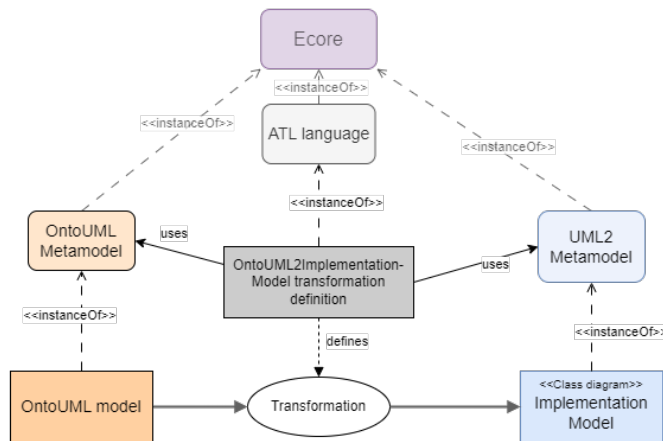 Ecore
<<instanceOf>>
<<instanceOf>>
<<instanceOf>>
ATL language
<<instanceOf>>
OntoUML
Metamodel
uses
OntoUML2Implementation-
Model transformation
definition
uses
UML2
Metamodel
<<instanceOf>>
defines
<<instanceOf>>
OntoUML model
Transformation
<<Class diagram>>
Implementation
Model